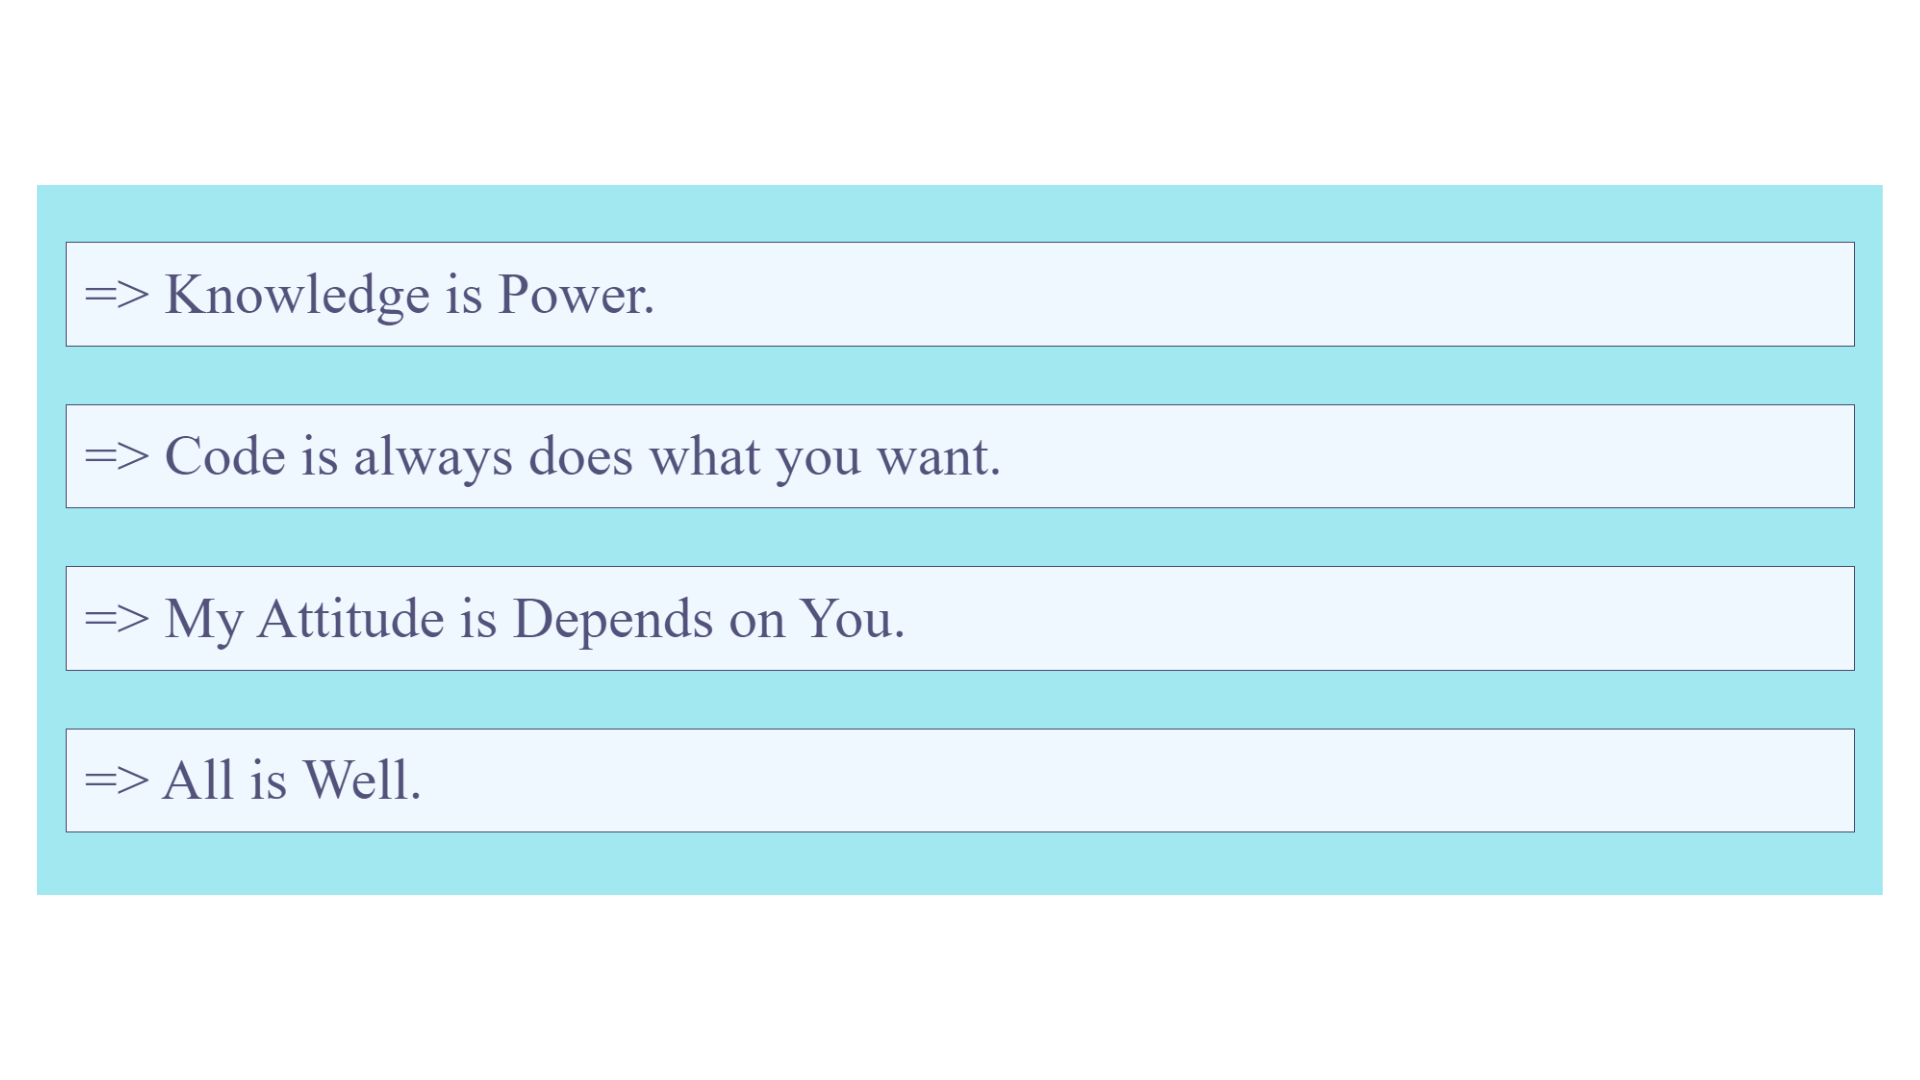 => Knowledge is Power.
=> Code is always does what you want.
=> My Attitude is Depends on You.
=> All is Well.